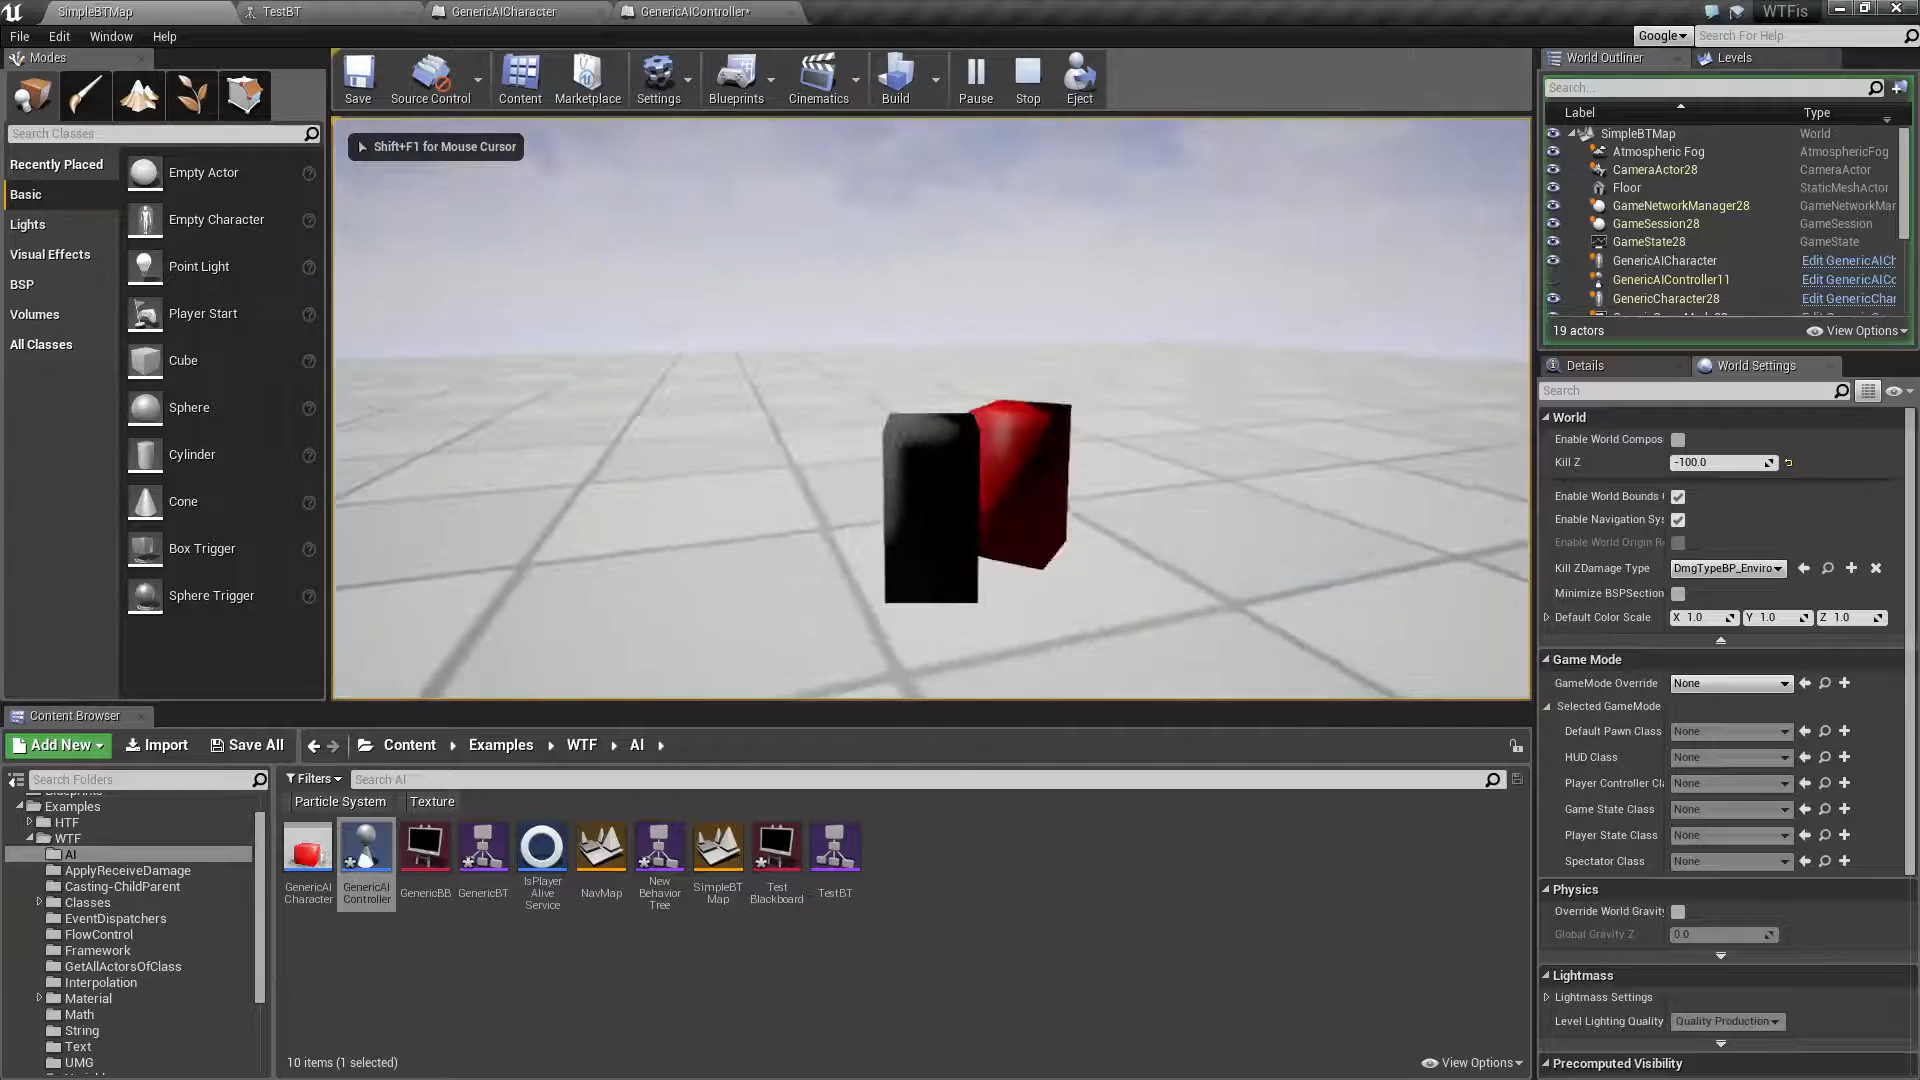 SimpleBTMap
TestBT
GenericAICharacter
GenericAIController*
WTFis
File
Edit
Window
Help
Google
Search For Help
Modes
Search Classes
Recently Placed
Basic
Lights
Visual Effects
BSP
Volumes
All Classes
Empty Actor
Empty Character
Point Light
Player Start
Cube
Sphere
Cylinder
Cone
Box Trigger
Sphere Trigger
Save
Source Control
Content
Marketplace
Settings
Blueprints
Cinematics
Build
Pause
Stop
Eject
Shift+F1 for Mouse Cursor
World Outliner
Levels
Search...
Label
Type
SimpleBTMap World
Atmospheric Fog AtmosphericFog
CameraActor28 CameraActor
Floor StaticMeshActor
GameNetworkManager28 GameNetworkMar
GameSession28 GameSession
GameState28 GameState
GenericAICharacter Edit GenericAICh
GenericAIController11 Edit GenericAICo
GenericCharacter28 Edit GenericChar
19 actors
View Options
Details
World Settings
Search
World
Enable World Compos
Kill Z -100.0
Enable World Bounds
Enable Navigation Sys
Enable World Origin R
Kill ZDamage Type DmgTypeBP_Enviro
Minimize BSPSection
Default Color Scale X 1.0 Y 1.0 Z 1.0
Game Mode
GameMode Override None
Selected GameMode
Default Pawn Class None
HUD Class None
Player Controller Cl None
Game State Class None
Player State Class None
Spectator Class None
Physics
Override World Gravity
Global Gravity Z 0.0
Lightmass
Lightmass Settings
Level Lighting Quality Quality Production
Precomputed Visibility
Content Browser
Add New
Import
Save All
Content
Examples
WTF
AI
Search Folders
Examples
HTF
WTF
AI
ApplyReceiveDamage
Casting-ChildParent
Classes
EventDispatchers
FlowControl
Framework
GetAllActorsOfClass
Interpolation
Material
Math
String
Text
UMG
Filters
Search AI
Particle System
Texture
GenericAI
Character
GenericAI
Controller
GenericBB
GenericBT
IsPlayer
Alive
Service
NavMap
New
Behavior
Tree
SimpleBT
Map
Test
Blackboard
TestBT
10 items (1 selected)
View Options